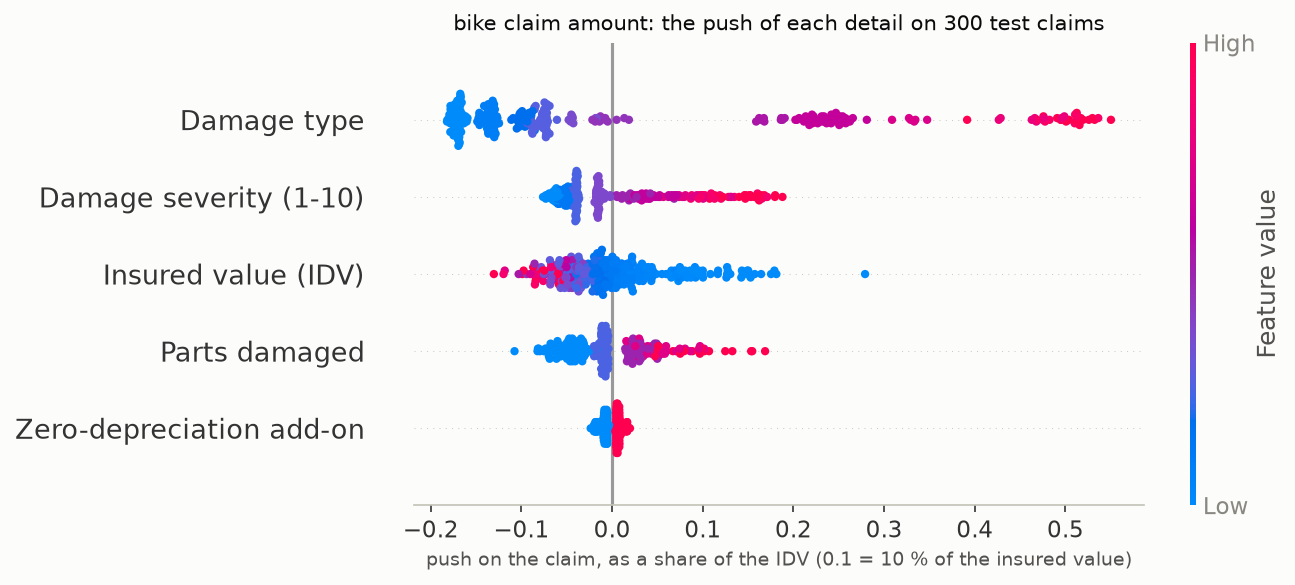 bike claim amount: the push of each detail on 300 test claims
High
Damage type
Damage severity (1-10)
Insured value (IDV)
Parts damaged
Zero-depreciation add-on
Feature value
Low
−0.2 −0.1 0.0 0.1 0.2 0.3 0.4 0.5
push on the claim, as a share of the IDV (0.1 = 10 % of the insured value)